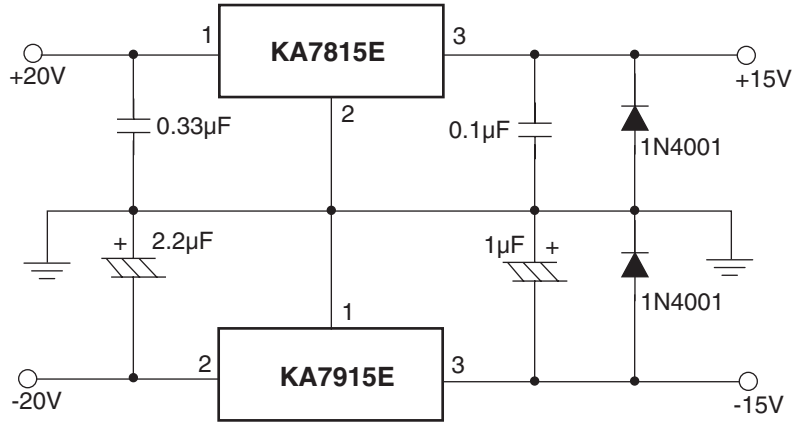 KA7815E
1
3
+20V
+15V
2
0.33µF
0.1µF
1N4001
+
2.2µF
1µF
+
1N4001
1
2
KA7915E
3
-20V
-15V